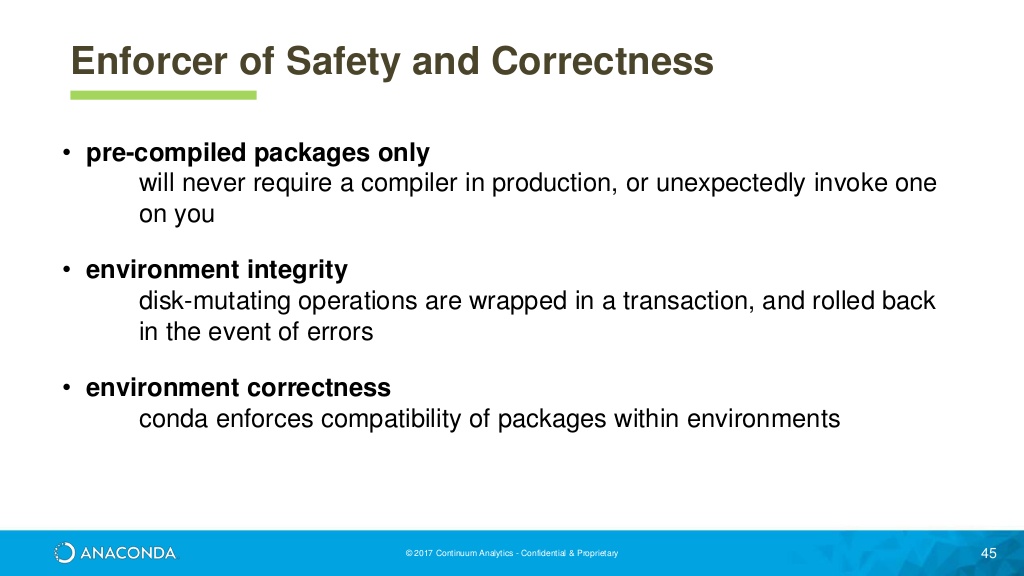 Enforcer of Safety and Correctness
• pre-compiled packages only
will never require a compiler in production, or unexpectedly invoke one
on you
• environment integrity
disk-mutating operations are wrapped in a transaction, and rolled back
in the event of errors
• environment correctness
conda enforces compatibility of packages within environments
ANACONDA
© 2017 Continuum Analytics - Confidential & Proprietary
45